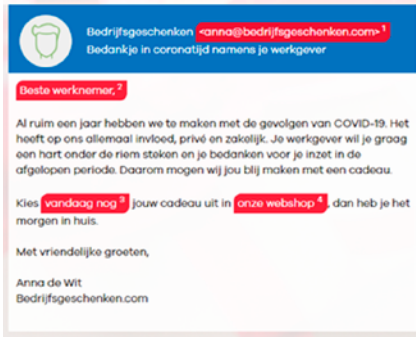 Bedrijfsgeschenken <anna@bedrijfsgeschenken.com> 1
Bedankje in coronatijd namens je werkgever
Beste werknemer, 2
Al ruim een jaar hebben we te maken met de gevolgen van COVID-19. Het
heeft op ons allemaal invloed, privé en zakelijk. Je werkgever wil je graag
een hart onder de riem steken en je bedanken voor je inzet in de
afgelopen periode. Daarom mogen wij jou blij maken met een cadeau.
Kies vandaag nog 3 jouw cadeau uit in onze webshop 4, dan heb je het
morgen in huis.
Met vriendelijke groeten,
Anna de Wit
Bedrijfsgeschenken.com